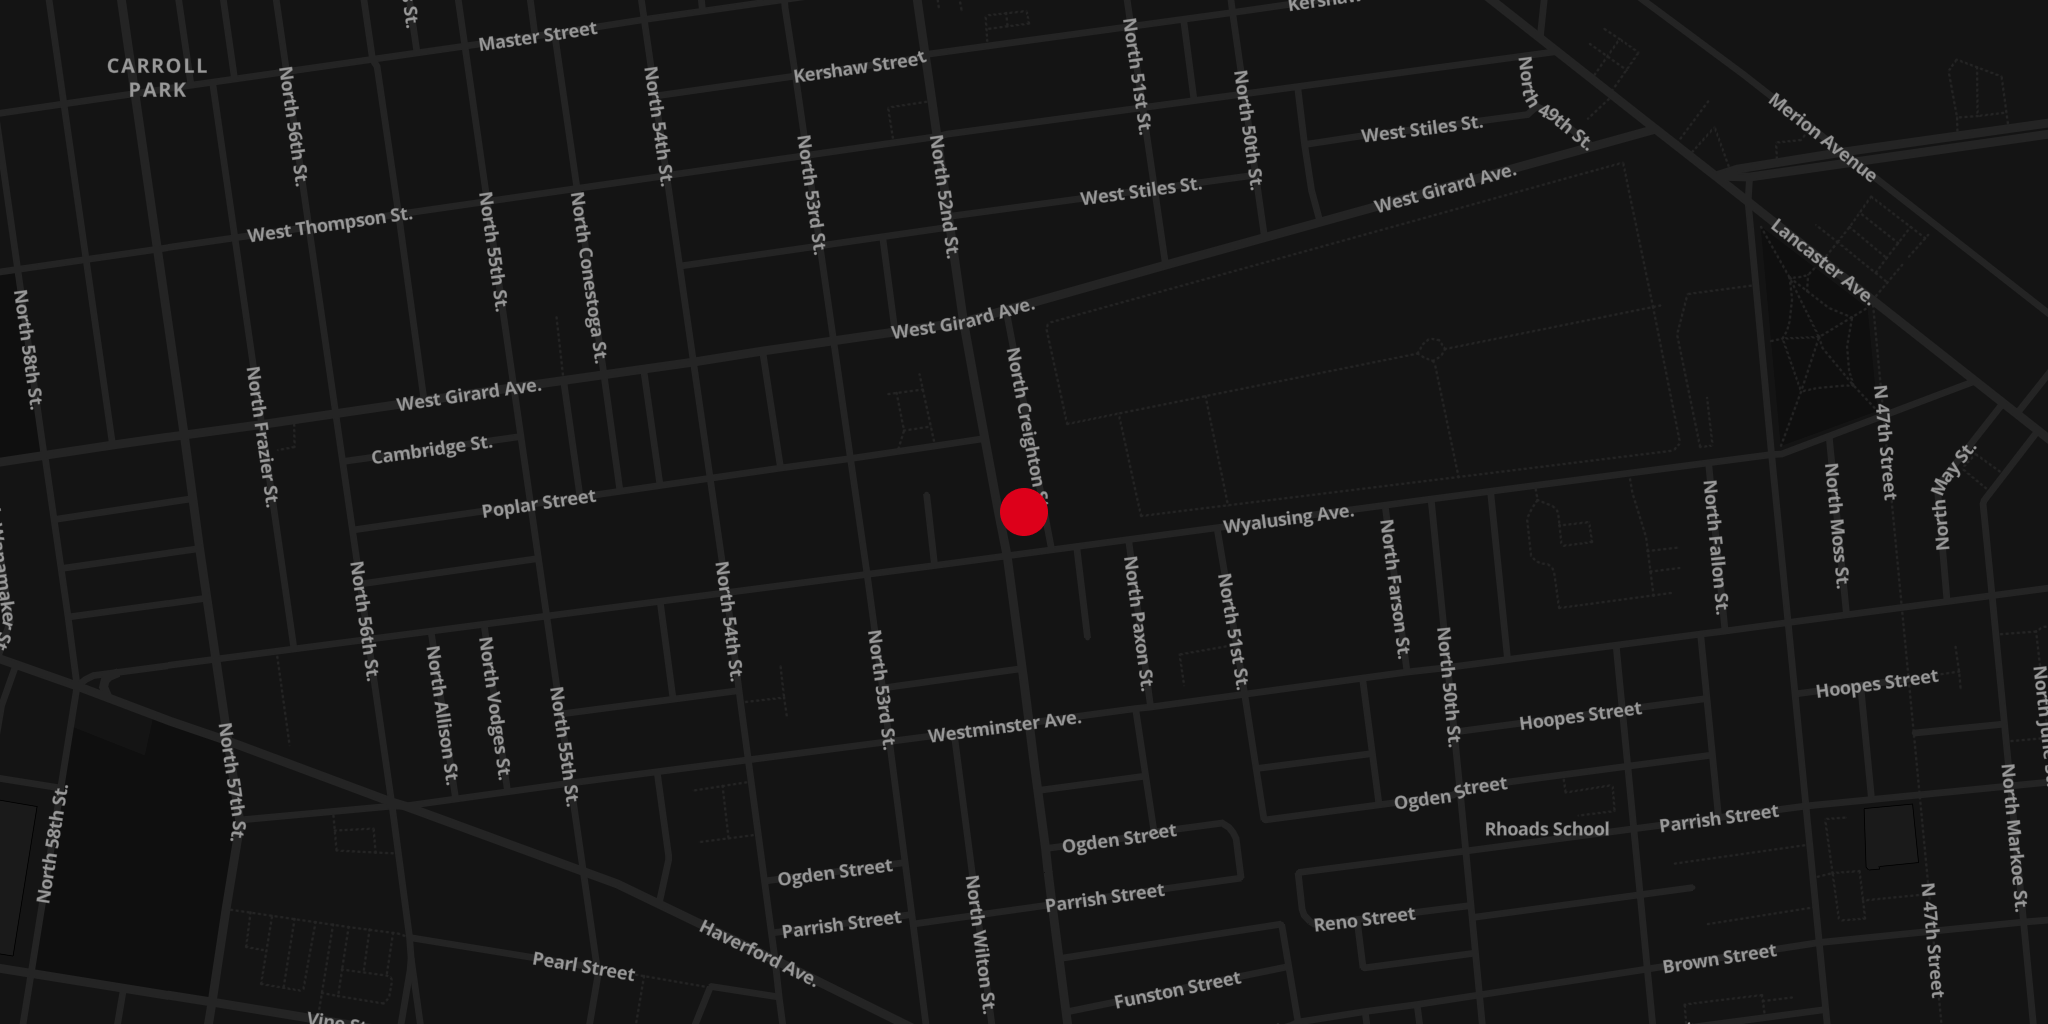 Master Street
Kershaw Street
CARROLL
PARK
North 56th St.
North 54th St.
North 51st St.
North 50th St.
North 49th St.
Merion Avenue
West Stiles St.
North 53rd St.
North 52nd St.
West Stiles St.
West Girard Ave.
West Thompson St.
North 55th St.
North Conestoga St.
Lancaster Ave.
North 58th St.
West Girard Ave.
North Creighton S
North Frazier St.
West Girard Ave.
Cambridge St.
N 47th Street
North May St.
Poplar Street
Wyalusing Ave.
North Moss St.
North Fallon St.
North Farson St.
North 56th St.
North 54th St.
North Paxon St.
North 51st St.
North 53rd St.
North 50th St.
North Allison St.
North Vodges St.
North 55th St.
Westminster Ave.
Hoopes Street
Hoopes Street
North 57th St.
North 58th St.
Ogden Street
Rhoads School
Parrish Street
Ogden Street
North Markoe St.
Ogden Street
Parrish Street
North Wilton St.
Parrish Street
Reno Street
N 47th Street
Haverford Ave.
Pearl Street
Brown Street
Funston Street